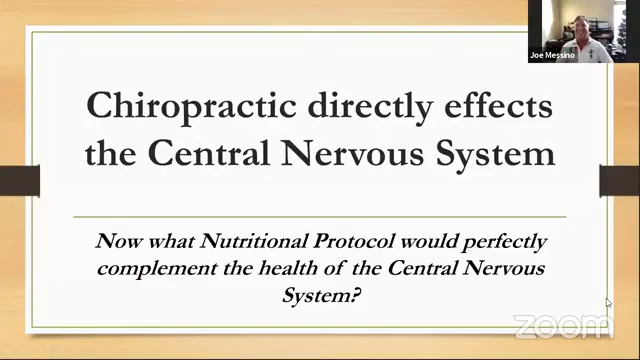 Joe Messino
Chiropractic directly effects
the Central Nervous System
Now what Nutritional Protocol would perfectly
complement the health of the Central Nervous
System?
zoom